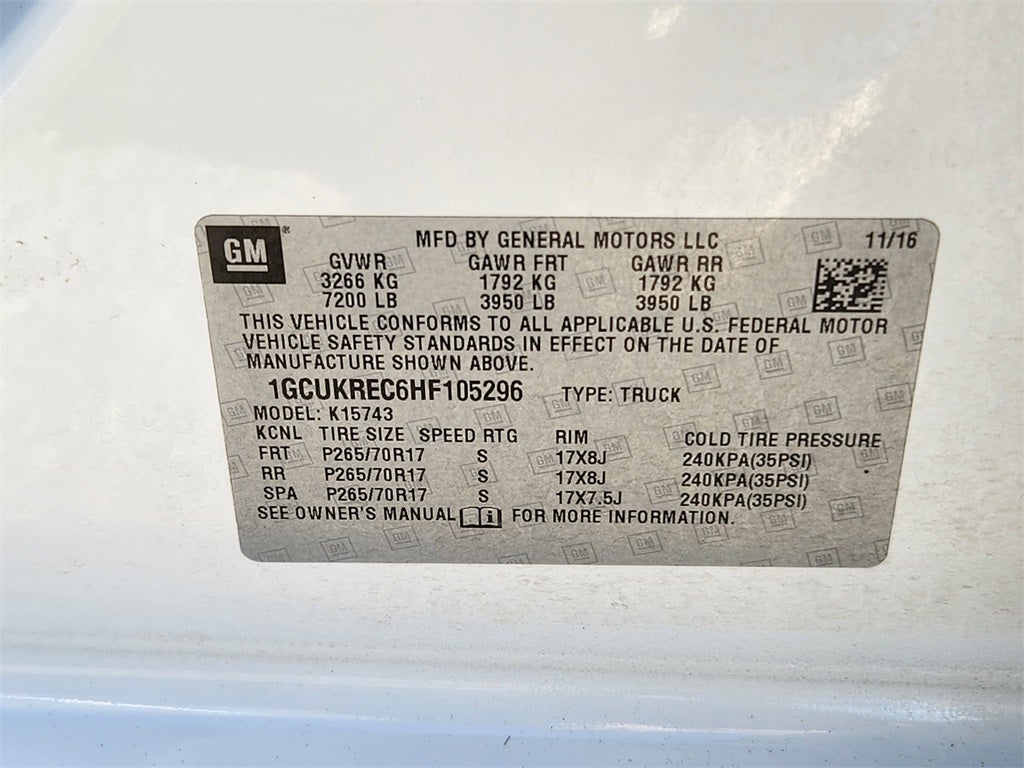 GM ® MFD BY GENERAL MOTORS LLC 11/16
GVWR GAWR FRT GAWR RR
3266 KG 1792 KG 1792 KG
7200 LB 3950 LB 3950 LB
THIS VEHICLE CONFORMS TO ALL APPLICABLE U.S. FEDERAL MOTOR
VEHICLE SAFETY STANDARDS IN EFFECT ON THE DATE OF
MANUFACTURE SHOWN ABOVE.
1GCUKREC6HF105296 TYPE: TRUCK
MODEL: K15743
KCNL TIRE SIZE SPEED RTG RIM COLD TIRE PRESSURE
FRT P265/70R17 S 17X8J 240KPA(35PSI)
RR P265/70R17 S 17X8J 240KPA(35PSI)
SPA P265/70R17 S 17X7.5J 240KPA(35PSI)
SEE OWNER'S MANUAL i FOR MORE INFORMATION.